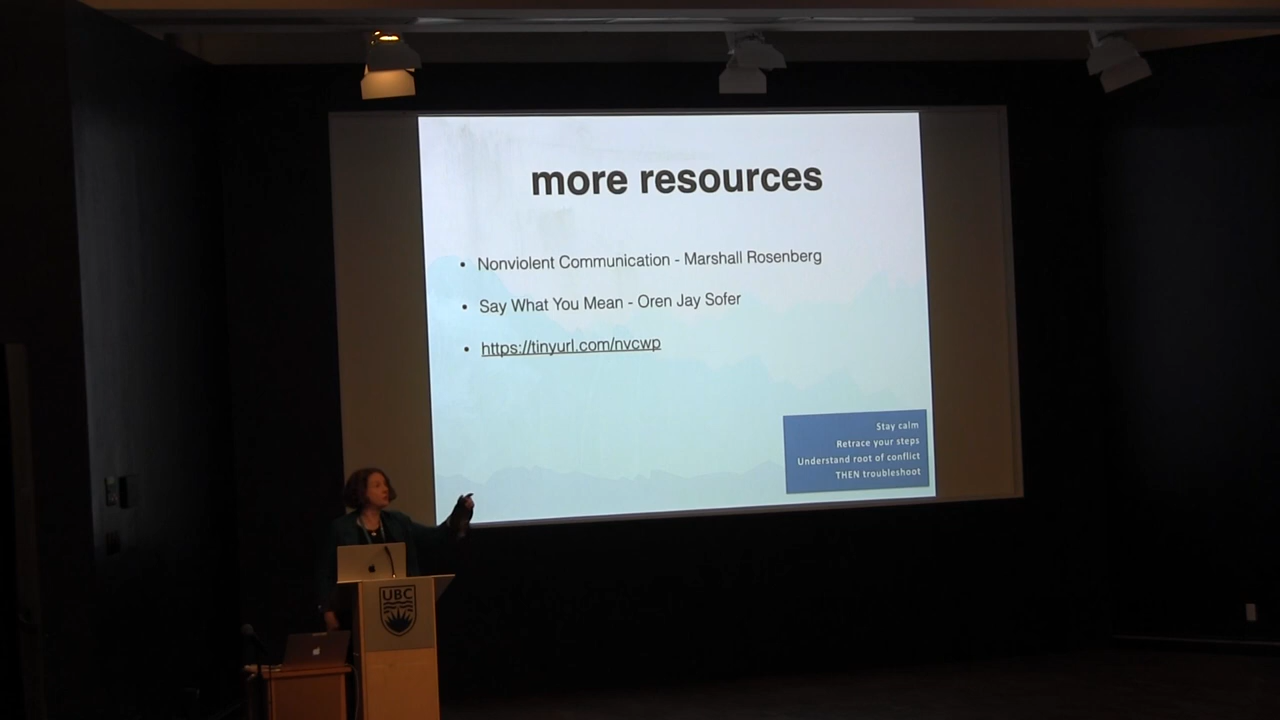 more resources
• Nonviolent Communication - Marshall Rosenberg
• Say What You Mean - Oren Jay Sofer
• https://tinyurl.com/nvcwp
Stay calm
Retrace your steps
Understand root of conflict
THEN troubleshoot
UBC